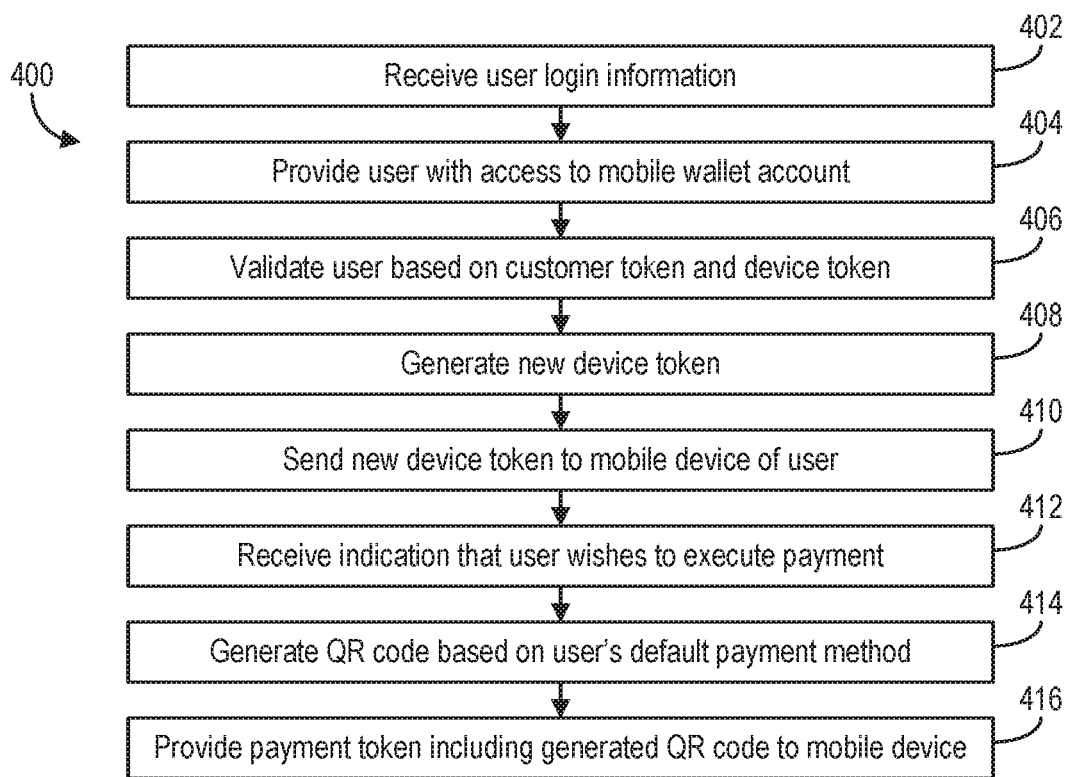 402
Receive user login information
400
404
Provide user with access to mobile wallet account
406
Validate user based on customer token and device token
408
Generate new device token
410
Send new device token to mobile device of user
412
Receive indication that user wishes to execute payment
414
Generate QR code based on user's default payment method
416
Provide payment token including generated QR code to mobile device